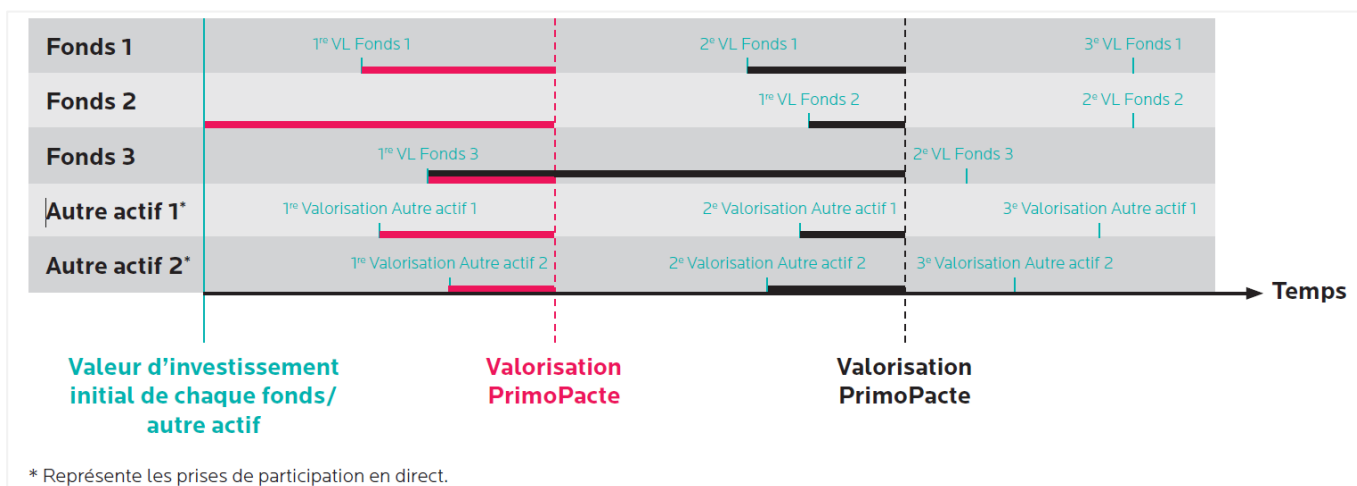 Fonds 1
1re VL Fonds 1
2e VL Fonds 1
3e VL Fonds 1
Fonds 2
1re VL Fonds 2
2e VL Fonds 2
Fonds 3
1re VL Fonds 3
2e VL Fonds 3
Autre actif 1*
1re Valorisation Autre actif 1
2e Valorisation Autre actif 1
3e Valorisation Autre actif 1
Autre actif 2*
1re Valorisation Autre actif 2
2e Valorisation Autre actif 2
3e Valorisation Autre actif 2
Temps
Valeur d’investissement
initial de chaque fonds/
autre actif
Valorisation
PrimoPacte
Valorisation
PrimoPacte
* Représente les prises de participation en direct.